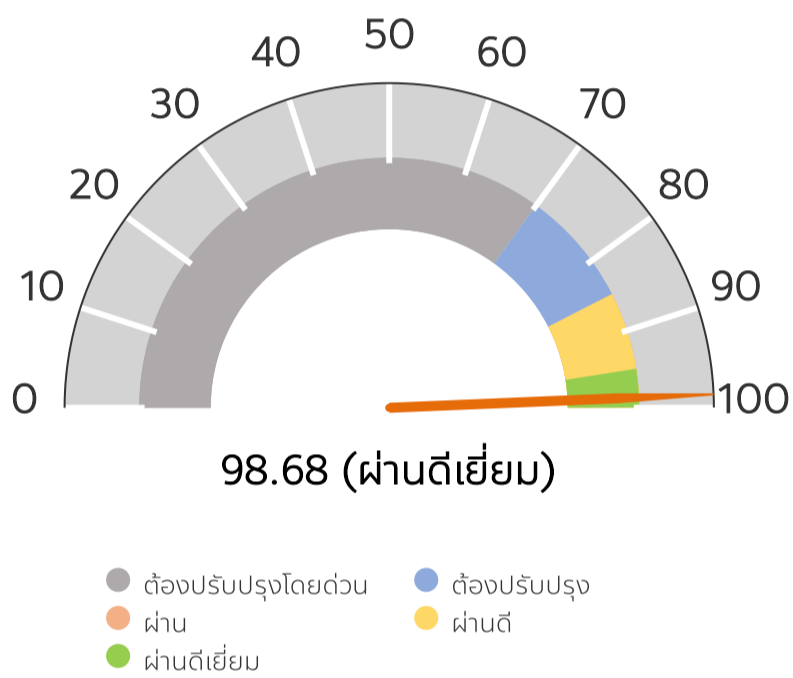 50
40 60
30 70
20 80
10 90
0 100
98.68 (ผ่านดีเยี่ยม)
ต้องปรับปรุงโดยด่วน ต้องปรับปรุง
ผ่าน ผ่านดี
ผ่านดีเยี่ยม